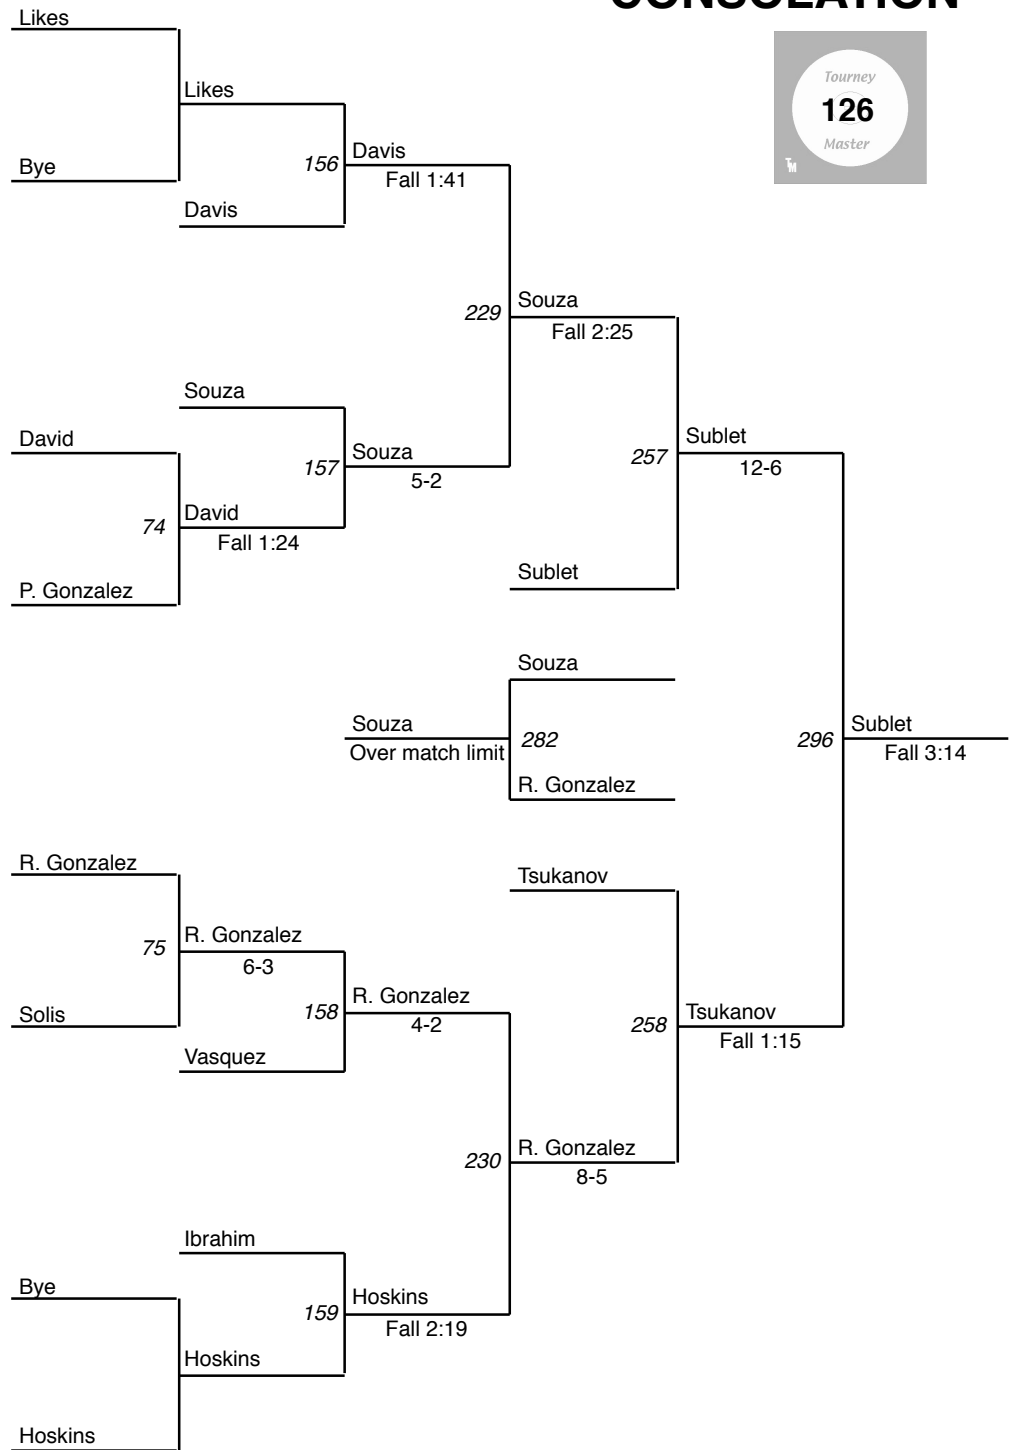 CONSOLATION
Likes
Tourney
Likes
126
Master
Davis
156
Bye
Fall 1:41
TM
Davis
Souza
229
Fall 2:25
Souza
David
Sublet
Souza
257
157
12-6
5-2
David
74
Fall 1:24
Sublet
P. Gonzalez
Souza
Souza
Sublet
282
296
Over match limit
Fall 3:14
R. Gonzalez
R. Gonzalez
Tsukanov
R. Gonzalez
75
6-3
R. Gonzalez
Solis
158
Tsukanov
4-2
258
Fall 1:15
Vasquez
R. Gonzalez
230
8-5
Ibrahim
Bye
Hoskins
159
Fall 2:19
Hoskins
Hoskins